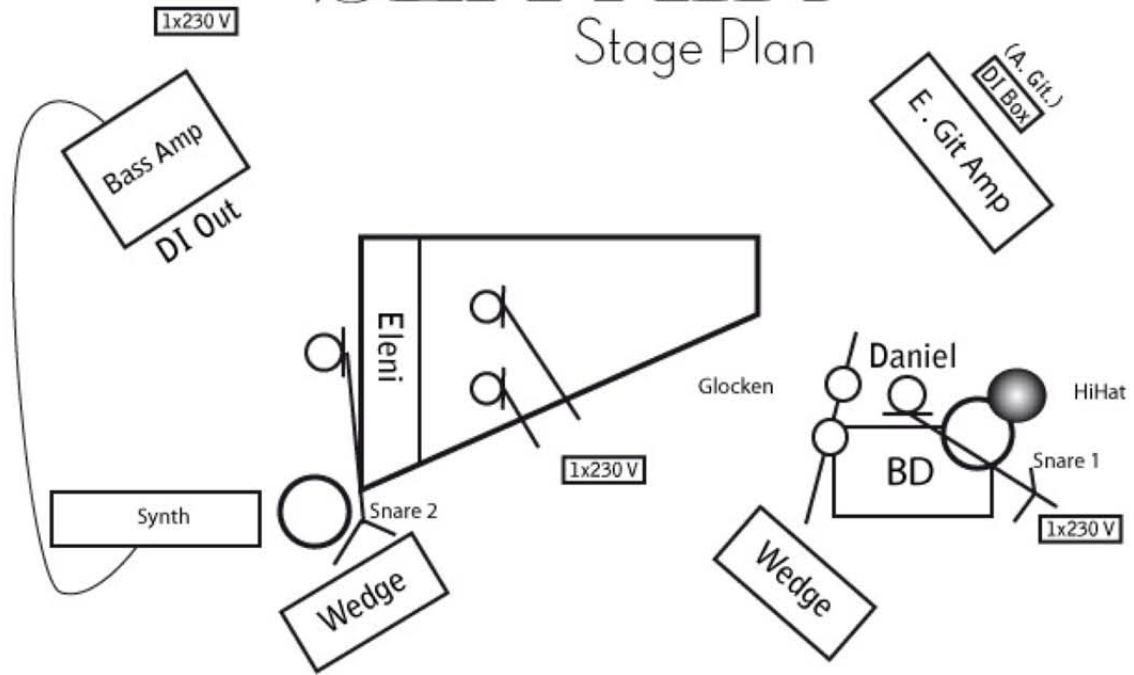 Stage Plan
1x230 V
(A. Git.)
DI Box
E. Git Amp
Bass Amp
DI Out
Eleni
Daniel
Glocken
HiHat
BD
Snare 1
1x230 V
1x230 V
Synth
Snare 2
Wedge
Wedge